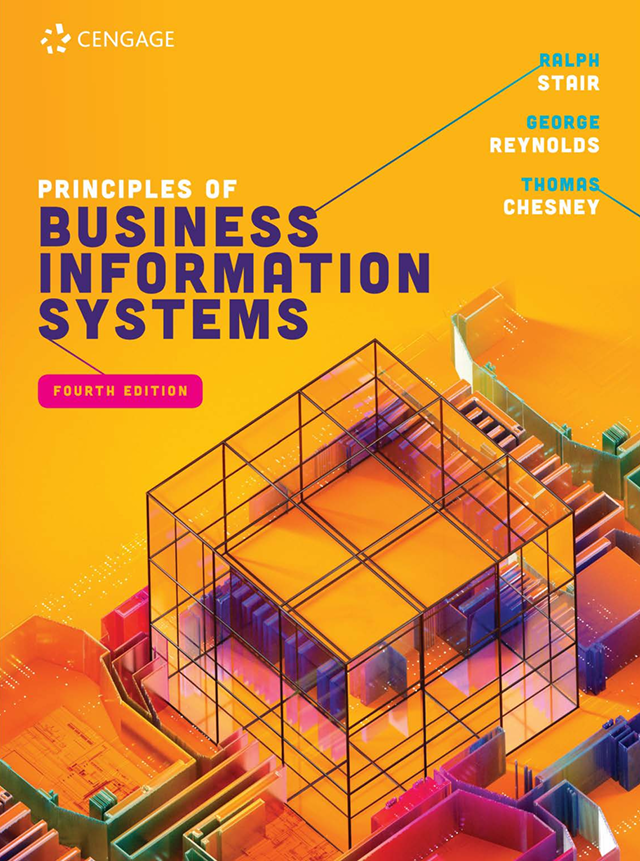 CENGAGE
RALPH
STAIR
GEORGE
REYNOLDS
THOMAS
CHESNEY
PRINCIPLES OF
BUSINESS
INFORMATION
SYSTEMS
FOURTH EDITION